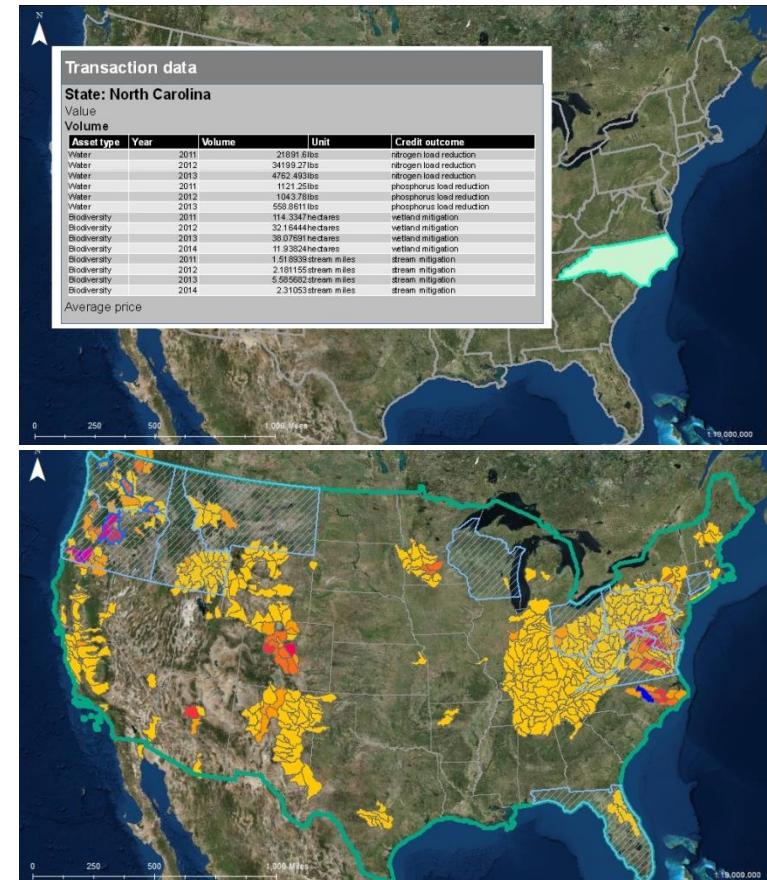 N
Transaction data
State: North Carolina
Value
Volume
Asset type Year Volume Unit Credit outcome
Water 2011 21891.6 lbs nitrogen load reduction
Water 2012 34199.27 lbs nitrogen load reduction
Water 2013 4762.493 lbs nitrogen load reduction
Water 2011 1121.25 lbs phosphorus load reduction
Water 2012 1043.78 lbs phosphorus load reduction
Water 2013 558.8611 lbs phosphorus load reduction
Biodiversity 2011 114.3347 hectares wetland mitigation
Biodiversity 2012 32.16444 hectares wetland mitigation
Biodiversity 2013 38.07691 hectares wetland mitigation
Biodiversity 2014 11.93824 hectares wetland mitigation
Biodiversity 2011 1.518939 stream miles stream mitigation
Biodiversity 2012 2.181155 stream miles stream mitigation
Biodiversity 2013 5.585682 stream miles stream mitigation
Biodiversity 2014 2.31053 stream miles stream mitigation
Average price
0 250 500 1,000 Miles
1:19,000,000
N
0 250 500 1,000 Miles
1:19,000,000